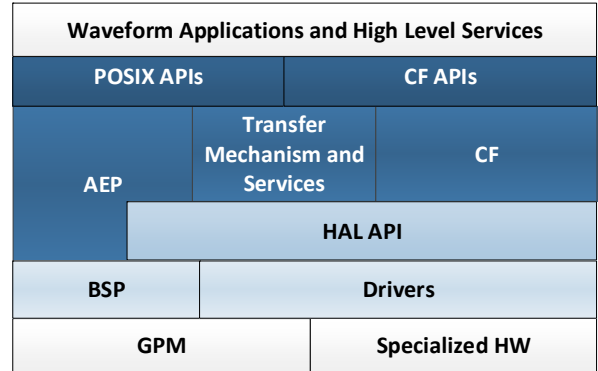 Waveform Applications and High Level Services
POSIX APIs
CF APIs
AEP
Transfer
Mechanism and
Services
CF
HAL API
BSP
Drivers
GPM
Specialized HW